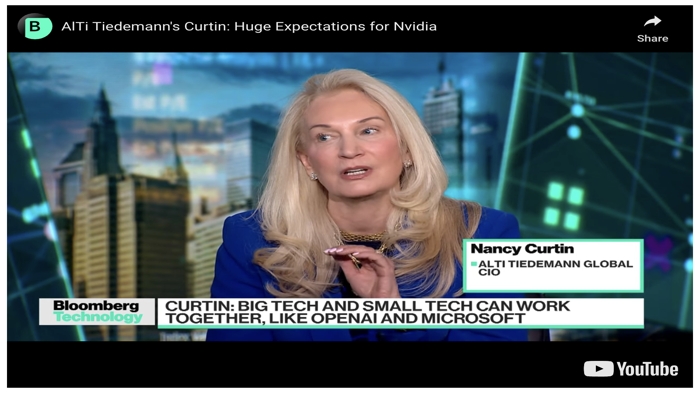 B
AlTi Tiedemann's Curtin: Huge Expectations for Nvidia
Share
Nancy Curtin
ALTI TIEDEMANN GLOBAL
CIO
Bloomberg
Technology
CURTIN: BIG TECH AND SMALL TECH CAN WORK
TOGETHER, LIKE OPENAI AND MICROSOFT
YouTube